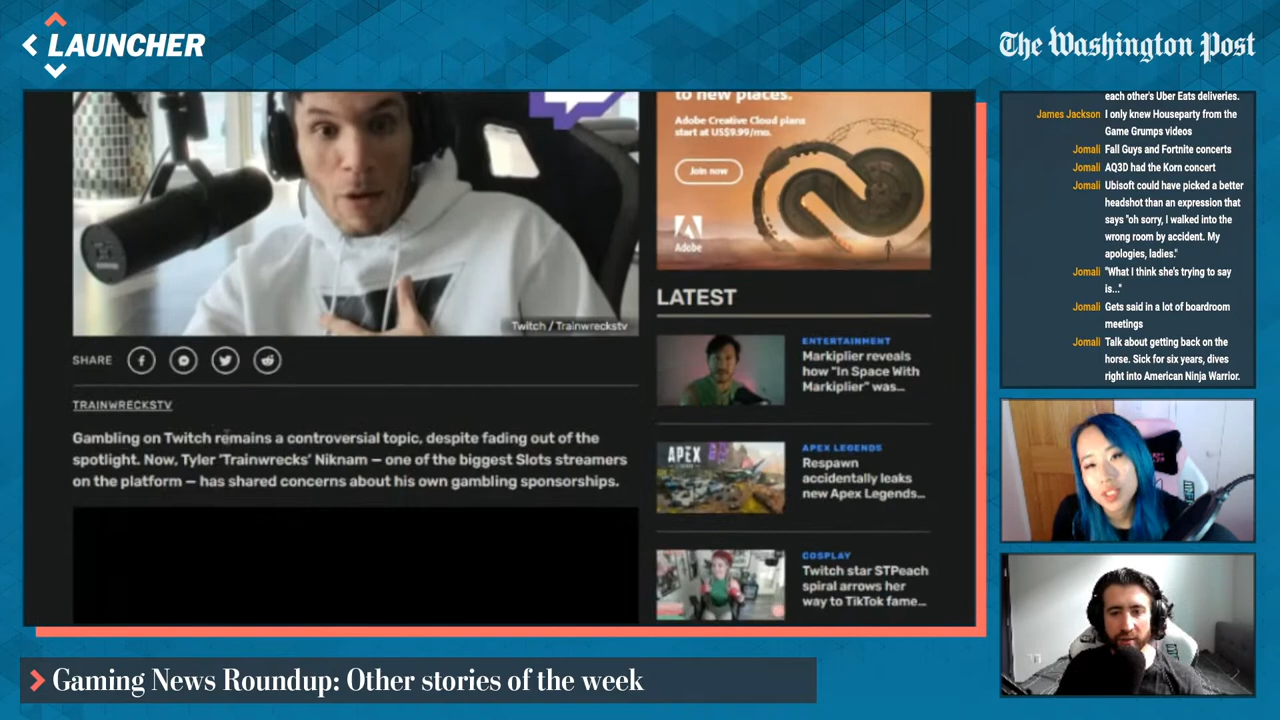 LAUNCHER
The Washington Post
to new places.
Adobe Creative Cloud plans
start at US$9.99/mo.
Join now
Adobe
Twitch / Trainwreckstv
SHARE
TRAINWRECKSTV
Gambling on Twitch remains a controversial topic, despite fading out of the
spotlight. Now, Tyler 'Trainwrecks' Niknam — one of the biggest Slots streamers
on the platform — has shared concerns about his own gambling sponsorships.
LATEST
ENTERTAINMENT
Markiplier reveals
how "In Space With
Markiplier" was...
APEX
APEX LEGENDS
Respawn
accidentally leaks
new Apex Legends...
COSPLAY
Twitch star STPeach
spiral arrows her
way to TikTok fame...
each other's Uber Eats deliveries.
James Jackson I only knew Houseparty from the
Game Grumps videos
Jomali Fall Guys and Fortnite concerts
Jomali AQ3D had the Korn concert
Jomali Ubisoft could have picked a better
headshot than an expression that
says "oh sorry, I walked into the
wrong room by accident. My
apologies, ladies."
Jomali "What I think she's trying to say
is..."
Jomali Gets said in a lot of boardroom
meetings
Jomali Talk about getting back on the
horse. Sick for six years, dives
right into American Ninja Warrior.
Gaming News Roundup: Other stories of the week